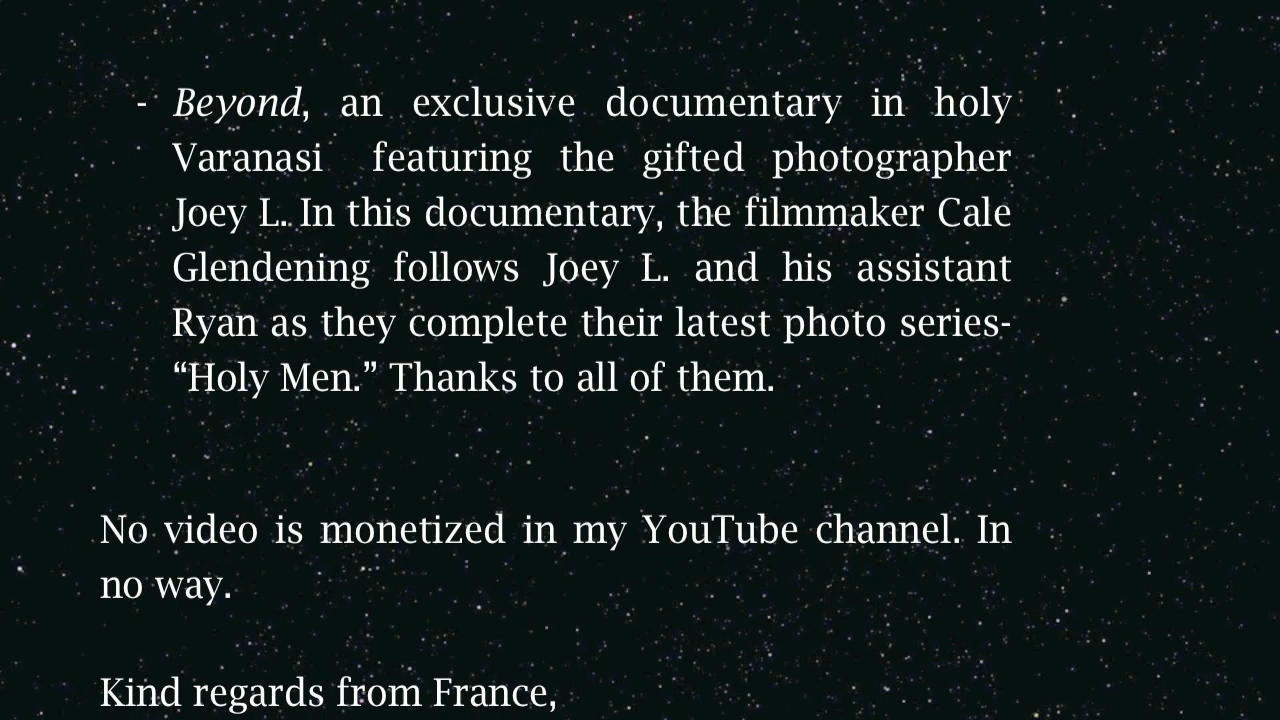 - Beyond, an exclusive documentary in holy
Varanasi featuring the gifted photographer
Joey L. In this documentary, the filmmaker Cale
Glendening follows Joey L. and his assistant
Ryan as they complete their latest photo series-
“Holy Men.” Thanks to all of them.
No video is monetized in my YouTube channel. In
no way.
Kind regards from France,